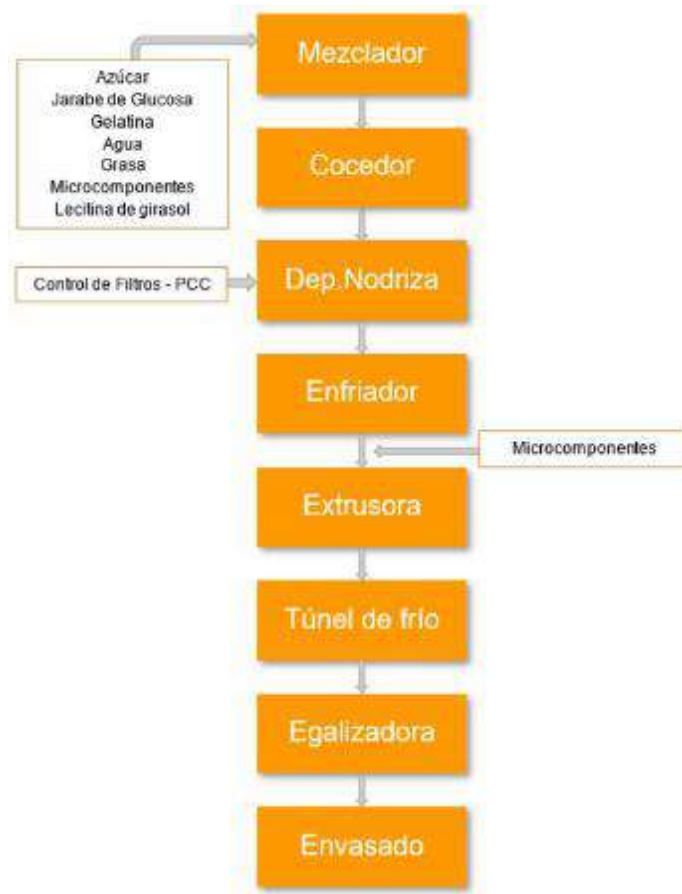 Mezclador
Azúcar
Jarabe de Glucosa
Gelatina
Agua
Grasa
Microcomponentes
Lecitina de girasol
Cocedor
Dep.Nodriza
Control de Filtros - PCC
Enfriador
Microcomponentes
Extrusora
Túnel de frío
Egalizadora
Envasado